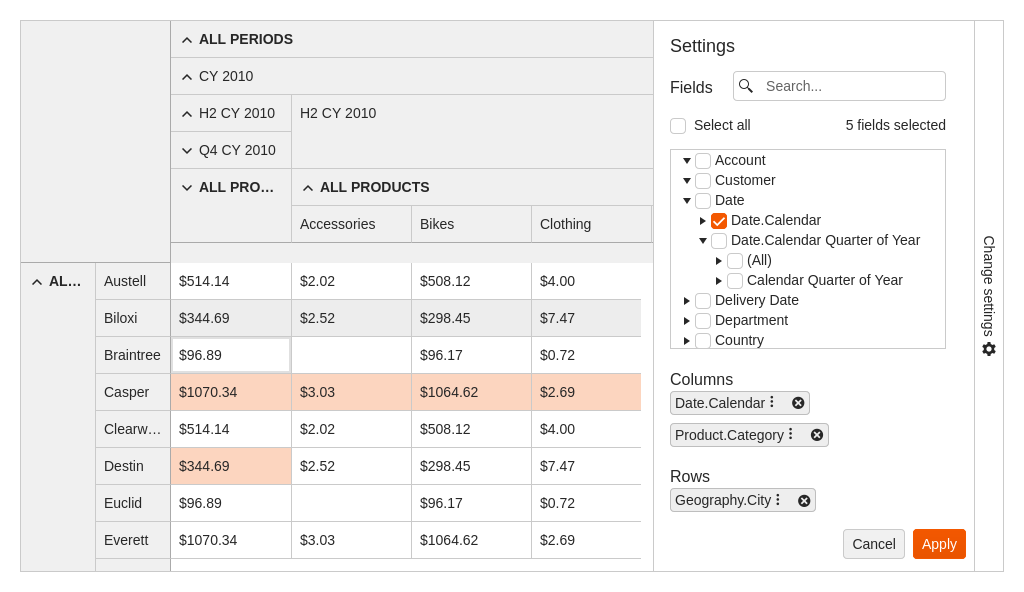 ALL PERIODS
CY 2010
H2 CY 2010 H2 CY 2010
Q4 CY 2010
ALL PRO... ALL PRODUCTS
Accessories Bikes Clothing
AL... Austell $514.14 $2.02 $508.12 $4.00
Biloxi $344.69 $2.52 $298.45 $7.47
Braintree $96.89 $96.17 $0.72
Casper $1070.34 $3.03 $1064.62 $2.69
Clearw... $514.14 $2.02 $508.12 $4.00
Destin $344.69 $2.52 $298.45 $7.47
Euclid $96.89 $96.17 $0.72
Everett $1070.34 $3.03 $1064.62 $2.69
Settings
Fields Search...
Select all 5 fields selected
Account
Customer
Date
Date.Calendar
Date.Calendar Quarter of Year
(All)
Calendar Quarter of Year
Delivery Date
Department
Country
Columns
Date.Calendar
Product.Category
Rows
Geography.City
Cancel Apply
Change settings